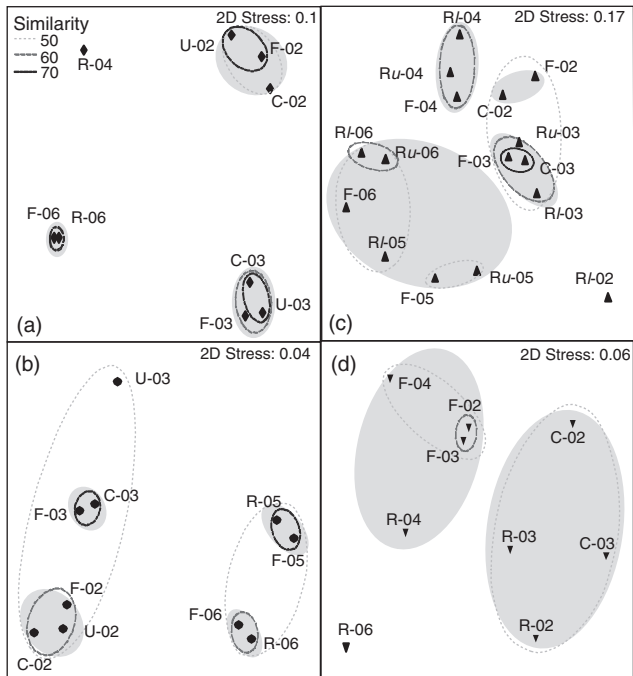 Similarity
50
60
70
2D Stress: 0.1
R-04
U-02
F-02
C-02
F-06
R-06
C-03
U-03
F-03
(a)
2D Stress: 0.17
Rl-04
Ru-04
F-04
F-02
C-02
Ru-03
F-03
C-03
Rl-03
Rl-06
Ru-06
F-06
Rl-05
F-05
Ru-05
Rl-02
(c)
(b)
2D Stress: 0.04
U-03
C-03
F-03
R-05
F-05
F-02
U-02
C-02
F-06
R-06
(d)
2D Stress: 0.06
F-04
F-02
F-03
R-04
C-02
R-03
C-03
R-02
R-06